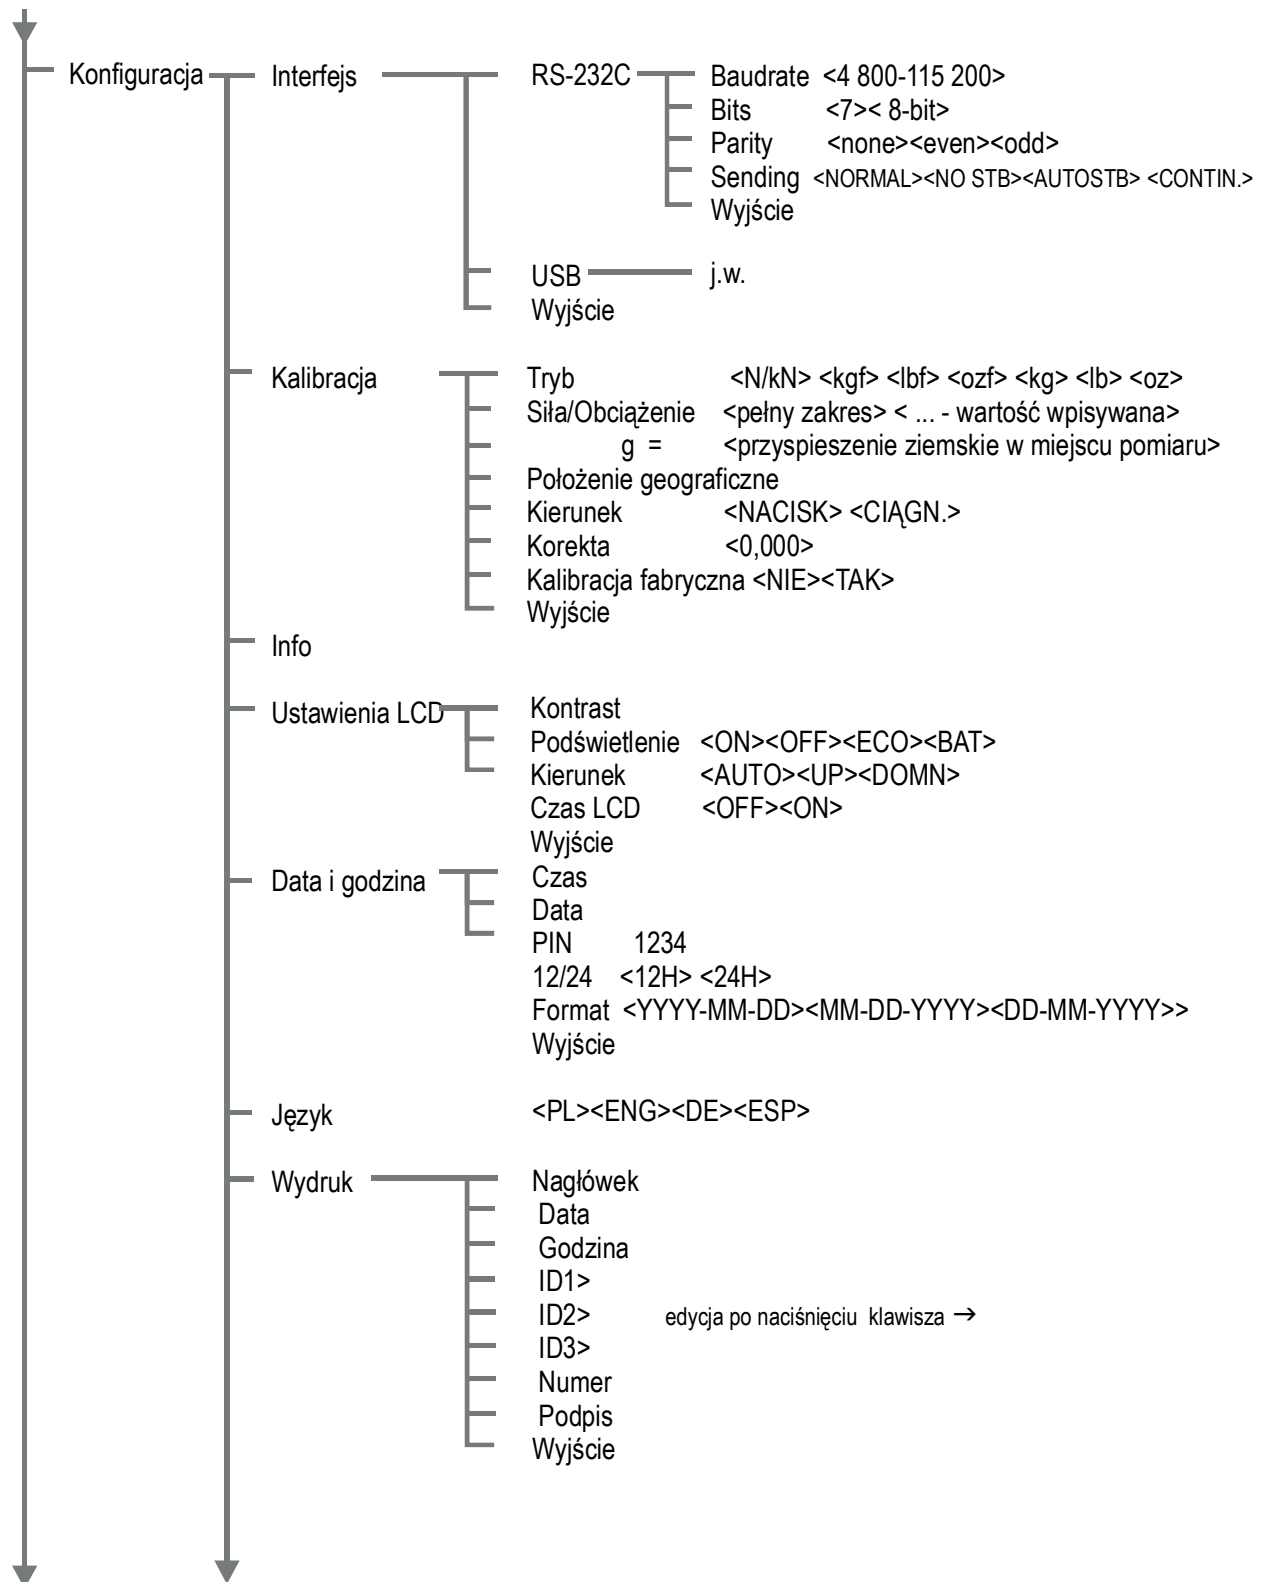 Konfiguracja Interfejs RS-232C Baudrate <4 800-115 200>
Bits <7>< 8-bit>
Parity <none><even><odd>
Sending <NORMAL><NO STB><AUTOSTB> <CONTIN.>
Wyjście
USB j.w.
Wyjście
Kalibracja Tryb <N/kN> <kgf> <lbf> <ozf> <kg> <lb> <oz>
Siła/Obciążenie <pełny zakres> < ... - wartość wpisywana>
g = <przyspieszenie ziemskie w miejscu pomiaru>
Położenie geograficzne
Kierunek <NACISK> <CIĄGN.>
Korekta <0,000>
Kalibracja fabryczna <NIE><TAK>
Wyjście
Info
Ustawienia LCD Kontrast
Podświetlenie <ON><OFF><ECO><BAT>
Kierunek <AUTO><UP><DOMN>
Czas LCD <OFF><ON>
Wyjście
Data i godzina Czas
Data
PIN 1234
12/24 <12H> <24H>
Format <YYYY-MM-DD><MM-DD-YYYY><DD-MM-YYYY>>
Wyjście
Język <PL><ENG><DE><ESP>
Wydruk Nagłówek
Data
Godzina
ID1>
ID2> edycja po naciśnięciu klawisza →
ID3>
Numer
Podpis
Wyjście